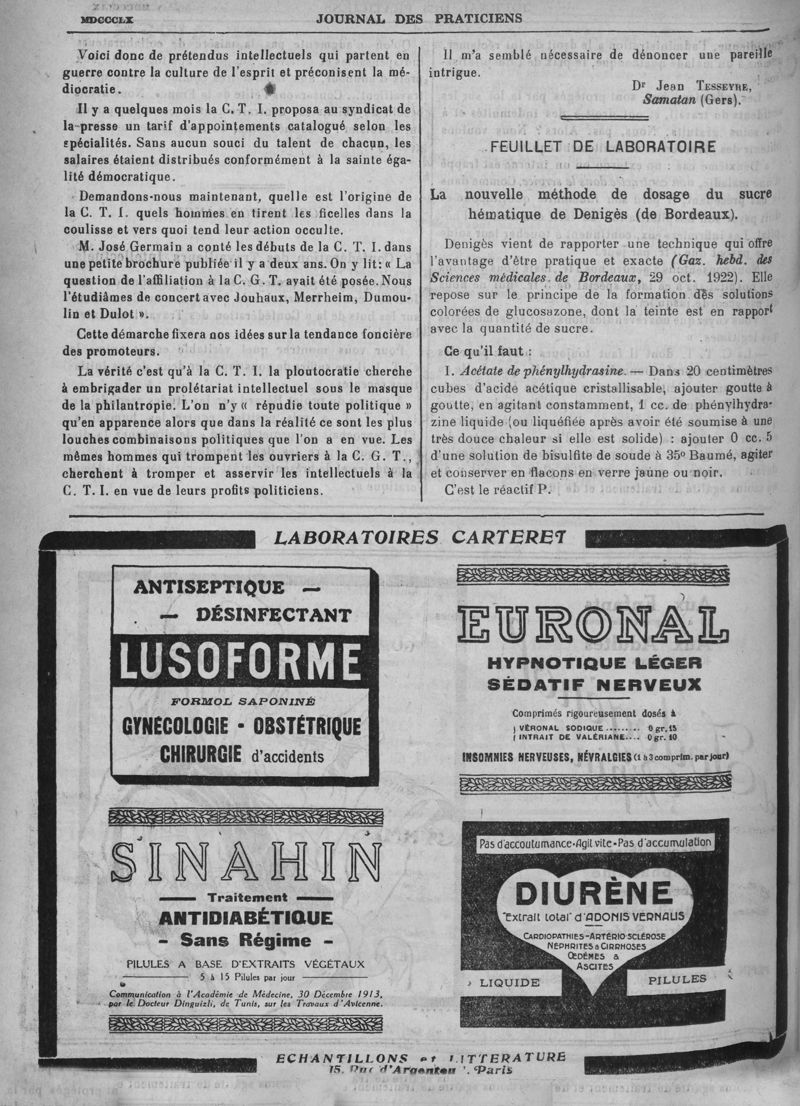 MDCCCLX
JOURNAL DES PRATICIENS
Voici donc de prétendus intellectuels qui partent en
guerre contre la culture de l'esprit et préconisent la mé-
diocratie.
Il y a quelques mois la C. T. I. proposa au syndicat de
la presse un tarif d'appointements catalogué selon les
spécialités. Sans aucun souci du talent de chacun, les
salaires étaient distribués conformément à la sainte éga-
lité démocratique.
Demandons-nous maintenant, quelle est l'origine de
la C. T. I. quels hommes en tirent les ficelles dans la
coulisse et vers quoi tend leur action occulte.
M. José Germain a conté les débuts de la C. T. I. dans
une petite brochure publiée il y a deux ans. On y lit: « La
question de l'affiliation à la C. G. T. avait été posée. Nous
l'étudiâmes de concert avec Jouhaux, Merrheim, Dumou-
lin et Dulot ».
Cette démarche fixera nos idées sur la tendance foncière
des promoteurs.
La vérité c'est qu'à la C. T. I. la ploutocratie cherche
à embrigader un prolétariat intellectuel sous le masque
de la philantropie. L'on n'y « répudie toute politique »
qu'en apparence alors que dans la réalité ce sont les plus
louches combinaisons politiques que l'on a en vue. Les
mêmes hommes qui trompent les ouvriers à la C. G. T.,
cherchent à tromper et asservir les intellectuels à la
C. T. I. en vue de leurs profits politiciens.
Il m'a semblé nécessaire de dénoncer une pareille
intrigue.
Dr Jean TESSEYRE,
Samatan (Gers).
FEUILLET DE LABORATOIRE
La nouvelle méthode de dosage du sucre
hématique de Denigès (de Bordeaux).
Denigès vient de rapporter une technique qui offre
l'avantage d'être pratique et exacte (Gaz. hebd. des
Sciences médicales de Bordeaux, 29 oct. 1922). Elle
repose sur le principe de la formation des solutions
colorées de glucosazone, dont la teinte est en rapport
avec la quantité de sucre.
Ce qu'il faut :
I. Acétate de phénylhydrasine. — Dans 20 centimètres
cubes d'acide acétique cristallisable, ajouter goutte à
goutte, en agitant constamment, 1 cc. de phénylhydra-
zine liquide (ou liquéfiée après avoir été soumise à une
très douce chaleur si elle est solide) : ajouter 0 cc. 5
d'une solution de bisulfite de soude à 35º Baumé, agiter
et conserver en flacons en verre jaune ou noir.
C'est le réactif P.
LABORATOIRES CARTERET
ANTISEPTIQUE —
— DÉSINFECTANT
LUSOFORME
FORMOL SAPONINÉ
GYNÉCOLOGIE - OBSTÉTRIQUE
CHIRURGIE d'accidents
EURONAL
HYPNOTIQUE LÉGER
SÉDATIF NERVEUX
Comprimés rigoureusement dosés à
VÉRONAL SODIQUE ........ 0 gr. 15
INTRAIT DE VALÉRIANE.... 0 gr. 10
INSOMNIES NERVEUSES, NÉVRALGIES (1 à 3 comprim. par jour)
SINAHIN
Traitement
ANTIDIABÉTIQUE
- Sans Régime -
PILULES A BASE D'EXTRAITS VÉGÉTAUX
5 à 15 Pilules par jour
Communication à l'Académie de Médecine, 30 Décembre 1913,
par le Docteur Dinguizli, de Tunis, sur les Travaux d'Avicenne.
Pas d'accoutumance - Agit vite - Pas d'accumulation
DIURÈNE
"Extrait total" d'ADONIS VERNALIS
CARDIOPATHIES - ARTÉRIO-SCLÉROSE
NÉPHRITES & CIRRHOSES
ŒDÈMES &
ASCITES
LIQUIDE
PILULES
ECHANTILLONS et LITTERATURE
15, Rue d'Argenteu Paris